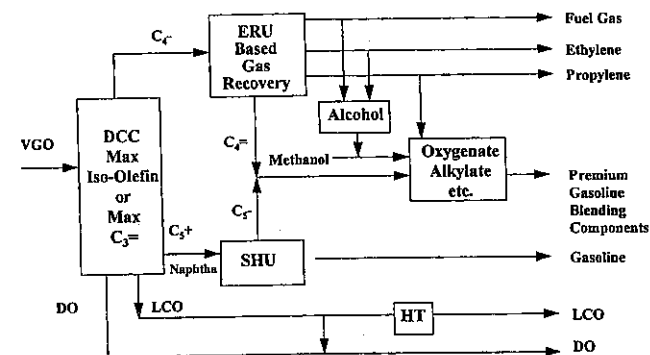 C₄-
ERU
Based
Gas
Recovery
Fuel Gas
Ethylene
Propylene
Alcohol
VGO
DCC
Max
Iso-Olefin
or
Max
C₃=
C₄=
Methanol
Oxygenate
Alkylate
etc.
Premium
Gasoline
Blending
Components
C₅-
C₅+
Naphtha
SHU
Gasoline
DO
LCO
HT
LCO
DO